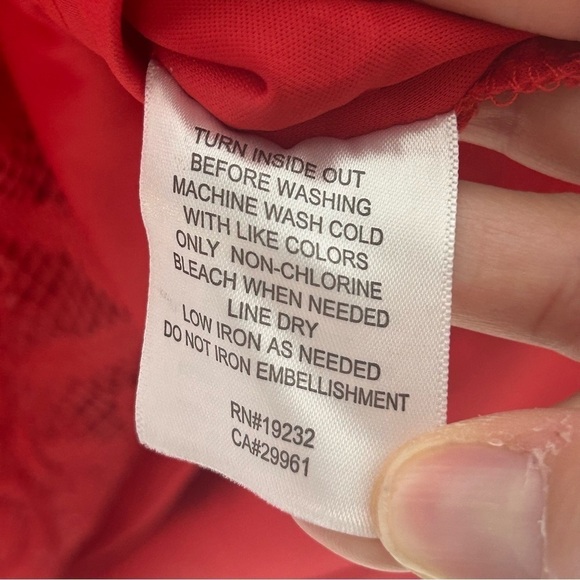 TURN INSIDE OUT
BEFORE WASHING
MACHINE WASH COLD
WITH LIKE COLORS
ONLY NON-CHLORINE
BLEACH WHEN NEEDED
LINE DRY
LOW IRON AS NEEDED
DO NOT IRON EMBELLISHMENT
RN#19232
CA#29961